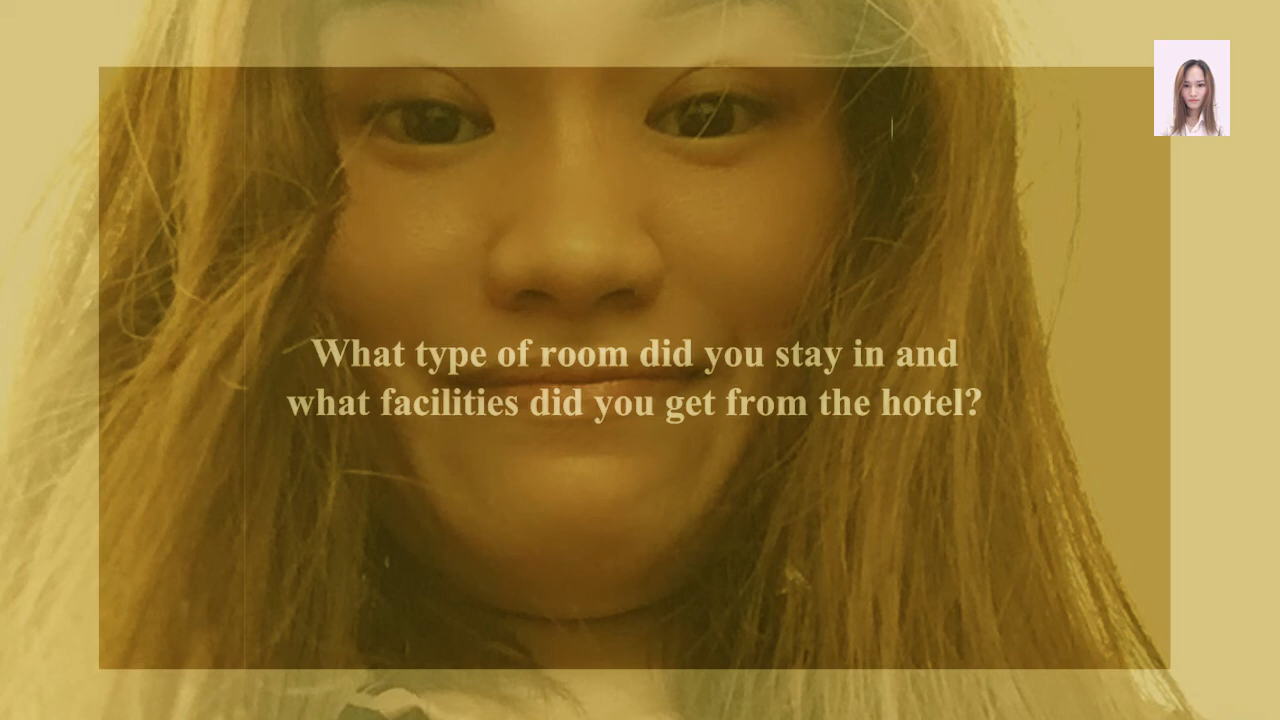 What type of room did you stay in and
what facilities did you get from the hotel?